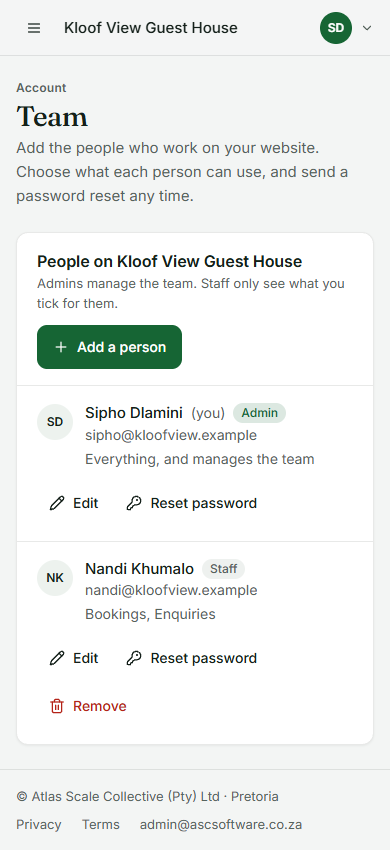 Kloof View Guest House
SD
Account
Team
Add the people who work on your website.
Choose what each person can use, and send a
password reset any time.
People on Kloof View Guest House
Admins manage the team. Staff only see what you
tick for them.
Add a person
SD
Sipho Dlamini (you) Admin
sipho@kloofview.example
Everything, and manages the team
Edit Reset password
NK
Nandi Khumalo Staff
nandi@kloofview.example
Bookings, Enquiries
Edit Reset password
Remove
© Atlas Scale Collective (Pty) Ltd · Pretoria
Privacy Terms admin@ascsoftware.co.za